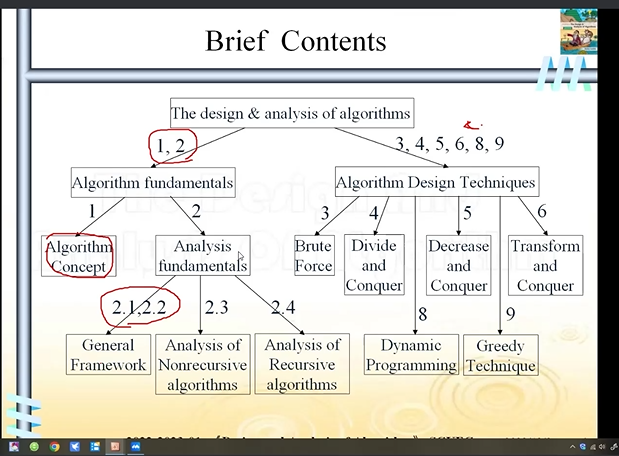 Brief Contents
The design & analysis of algorithms
1, 2
3, 4, 5, 6, 8, 9
Algorithm fundamentals
Algorithm Design Techniques
1
2
3
4
5
6
Algorithm
Concept
Analysis
fundamentals
Brute
Force
Divide
and
Conquer
Decrease
and
Conquer
Transform
and
Conquer
2.1,2.2
2.3
2.4
8
9
General
Framework
Analysis of
Nonrecursive
algorithms
Analysis of
Recursive
algorithms
Dynamic
Programming
Greedy
Technique